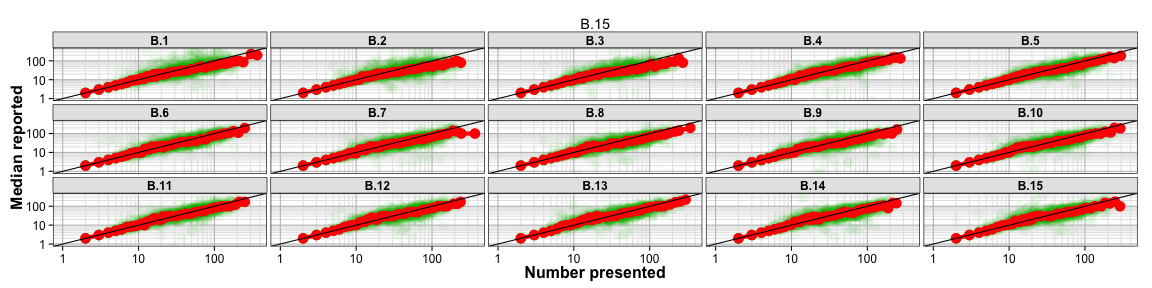 B.15
B.1 B.2 B.3 B.4 B.5
100
10
1
B.6 B.7 B.8 B.9 B.10
100
10
1
B.11 B.12 B.13 B.14 B.15
100
10
1
1 10 100 1 10 100 1 10 100 1 10 100 1 10 100
Number presented
Median reported